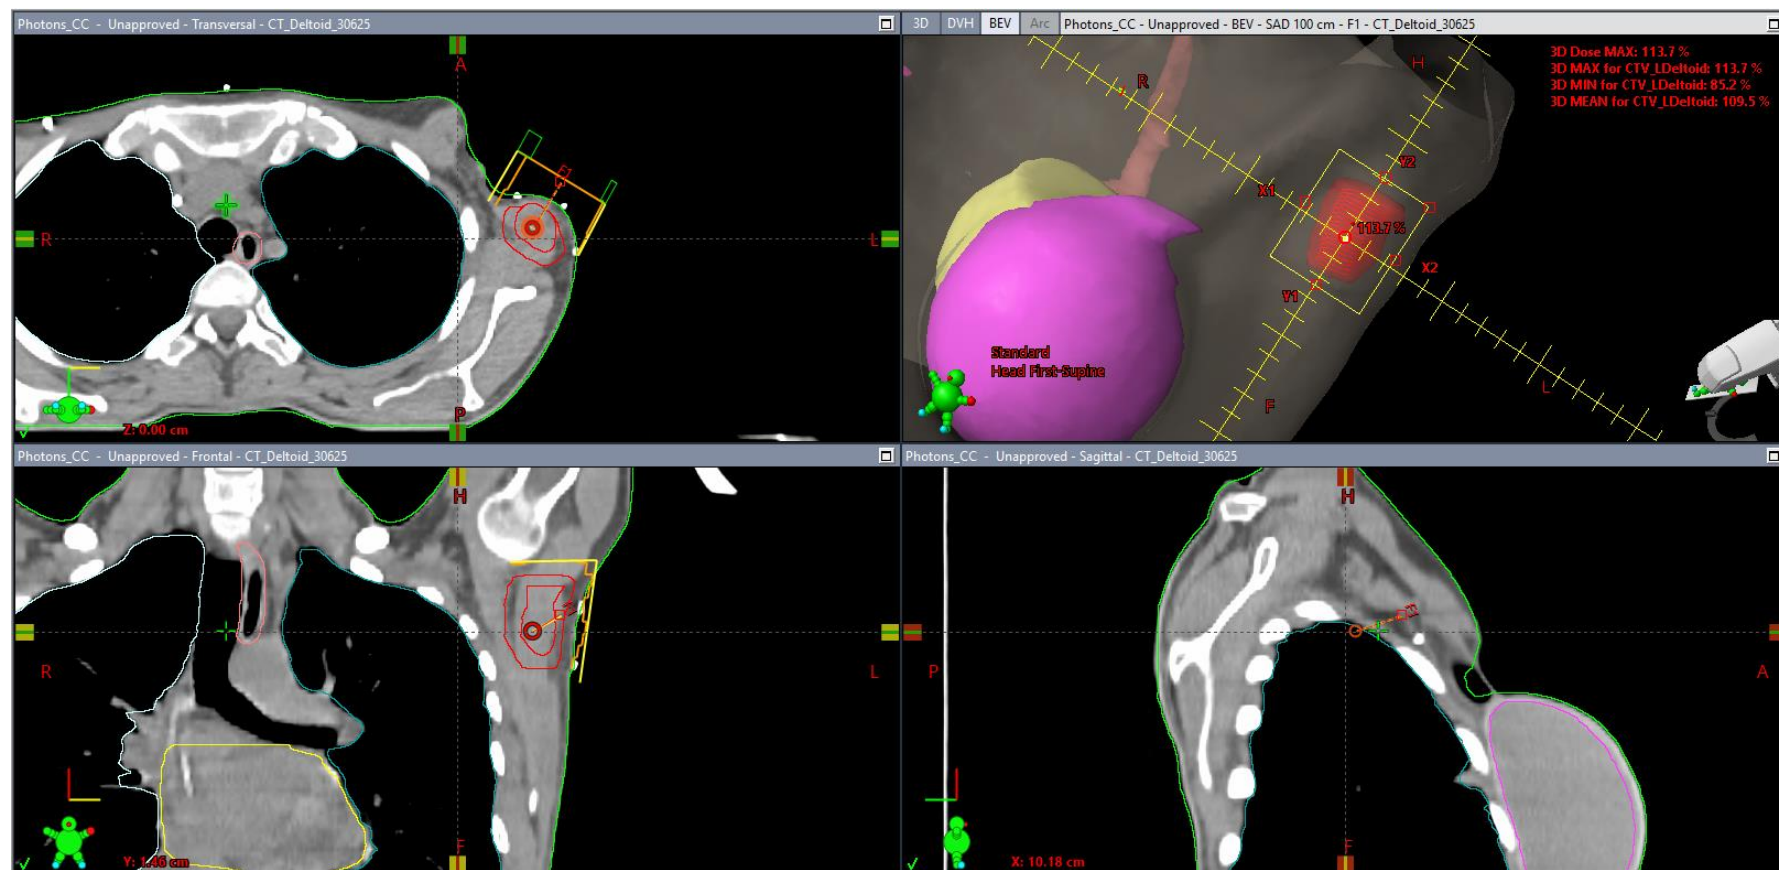 Photons_CC - Unapproved - Transversal - CT_Deltoid_30625
A
R
L
F1
P
Z: 0.00 cm
3D DVH BEV Arc Photons_CC - Unapproved - BEV - SAD 100 cm - F1 - CT_Deltoid_30625
3D Dose MAX: 113.7 %
3D MAX for CTV_LDeltoid: 113.7 %
3D MIN for CTV_LDeltoid: 85.2 %
3D MEAN for CTV_LDeltoid: 109.5 %
H
R
Y2
X1
113.7 %
X2
Y1
Standard
Head First-Supine
L
F
Photons_CC - Unapproved - Frontal - CT_Deltoid_30625
H
R
L
F
Y: 1.46 cm
Photons_CC - Unapproved - Sagittal - CT_Deltoid_30625
H
F1
P
A
F
X: 10.18 cm